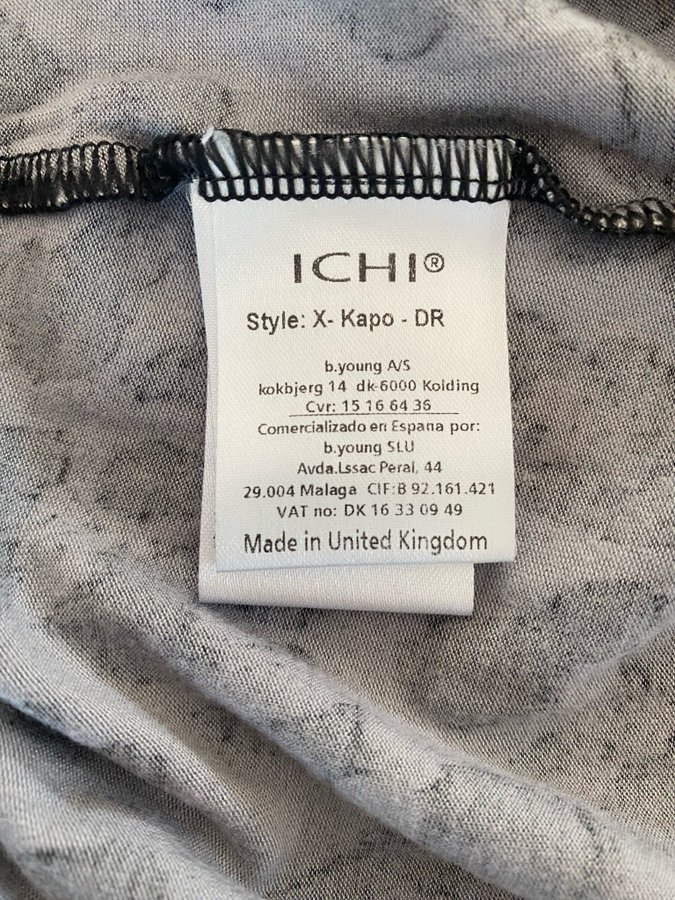 ICHI®
Style: X- Kapo - DR
b.young A/S
kokbjerg 14 dk-6000 Kolding
Cvr: 15 16 64 36
Comercializado en Espana por:
b.young SLU
Avda.Lssac Peral, 44
29.004 Malaga CIF:B 92.161.421
VAT no: DK 16 33 09 49
Made in United Kingdom